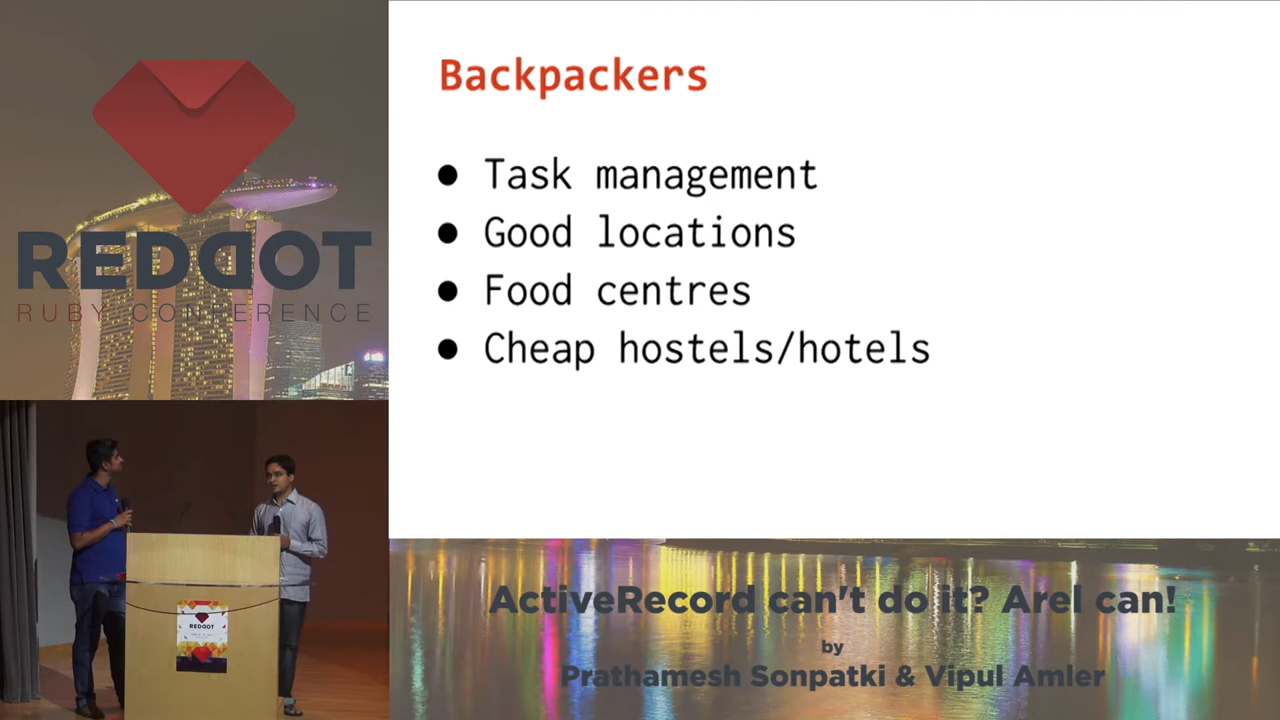 REDDOT
RUBY CONFERENCE
Backpackers
● Task management
● Good locations
● Food centres
● Cheap hostels/hotels
REDDOT
ActiveRecord can't do it? Arel can!
by
Prathamesh Sonpatki & Vipul Amler